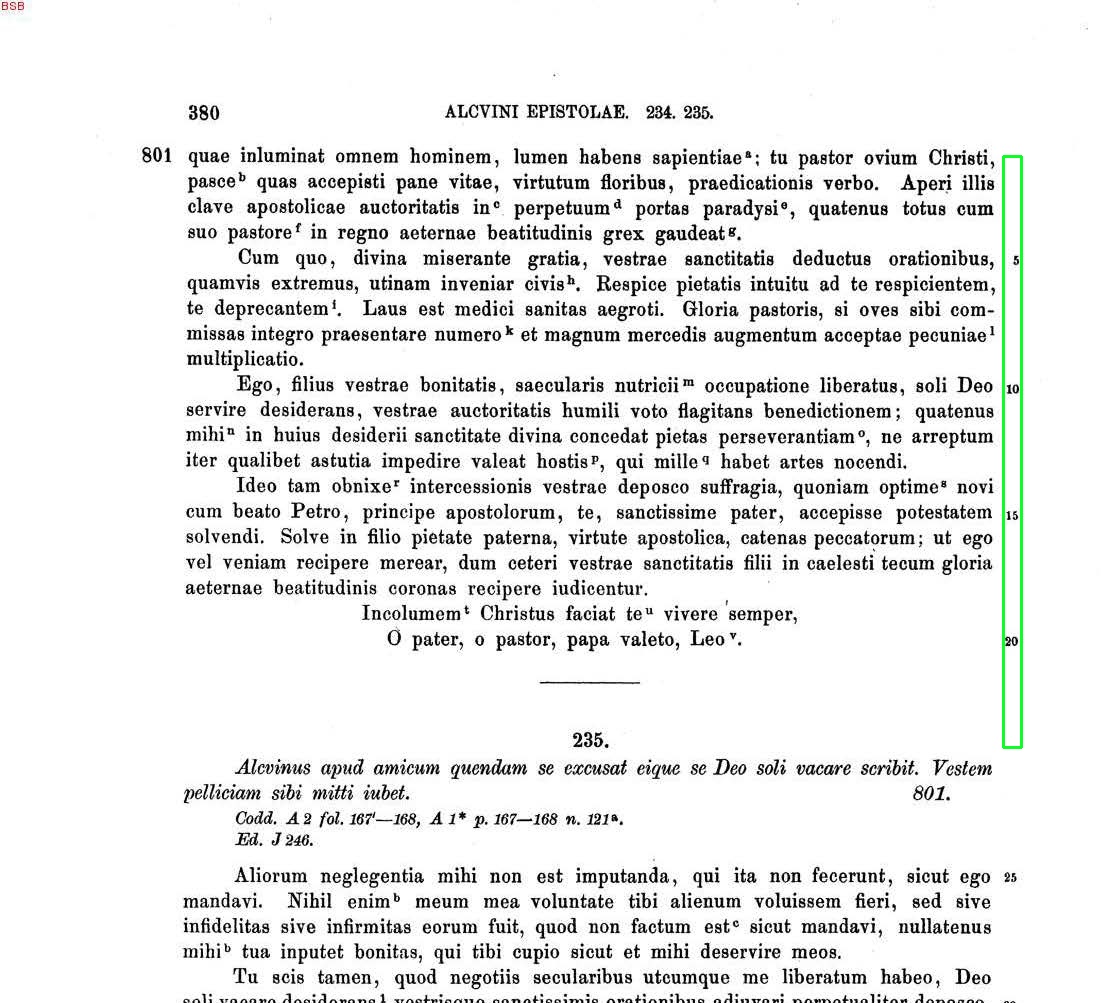 BSB
380 ALCVINI EPISTOLAE. 234. 235.
801 quae inluminat omnem hominem, lumen habens sapientiae a; tu pastor ovium Christi,
pasce b quas accepisti pane vitae, virtutum floribus, praedicationis verbo. Aperi illis
clave apostolicae auctoritatis in c perpetuum d portas paradysi e, quatenus totus cum
suo pastore f in regno aeternae beatitudinis grex gaudeat g.
Cum quo, divina miserante gratia, vestrae sanctitatis deductus orationibus, 5
quamvis extremus, utinam inveniar civis h. Respice pietatis intuitu ad te respicientem,
te deprecantem i. Laus est medici sanitas aegroti. Gloria pastoris, si oves sibi com-
missas integro praesentare numero k et magnum mercedis augmentum acceptae pecuniae l
multiplicatio.
Ego, filius vestrae bonitatis, saecularis nutricii m occupatione liberatus, soli Deo 10
servire desiderans, vestrae auctoritatis humili voto flagitans benedictionem; quatenus
mihi n in huius desiderii sanctitate divina concedat pietas perseverantiam o, ne arreptum
iter qualibet astutia impedire valeat hostis p, qui mille q habet artes nocendi.
Ideo tam obnixe r intercessionis vestrae deposco suffragia, quoniam optime s novi
cum beato Petro, principe apostolorum, te, sanctissime pater, accepisse potestatem 15
solvendi. Solve in filio pietate paterna, virtute apostolica, catenas peccatorum; ut ego
vel veniam recipere merear, dum ceteri vestrae sanctitatis filii in caelesti tecum gloria
aeternae beatitudinis coronas recipere iudicentur.
Incolumem t Christus faciat te u vivere semper,
O pater, o pastor, papa valeto, Leo v. 20
235.
Alcvinus apud amicum quendam se excusat eique se Deo soli vacare scribit. Vestem
pelliciam sibi mitti iubet. 801.
Codd. A 2 fol. 167'—168, A 1* p. 167—168 n. 121a.
Ed. J 246.
Aliorum neglegentia mihi non est imputanda, qui ita non fecerunt, sicut ego 25
mandavi. Nihil enim b meum mea voluntate tibi alienum voluissem fieri, sed sive
infidelitas sive infirmitas eorum fuit, quod non factum est c sicut mandavi, nullatenus
mihi b tua inputet bonitas, qui tibi cupio sicut et mihi deservire meos.
Tu scis tamen, quod negotiis secularibus utcumque me liberatum habeo, Deo
soli vacare desiderans vestrisque sanctissimis orationibus adiuvari perpetualiter deposco